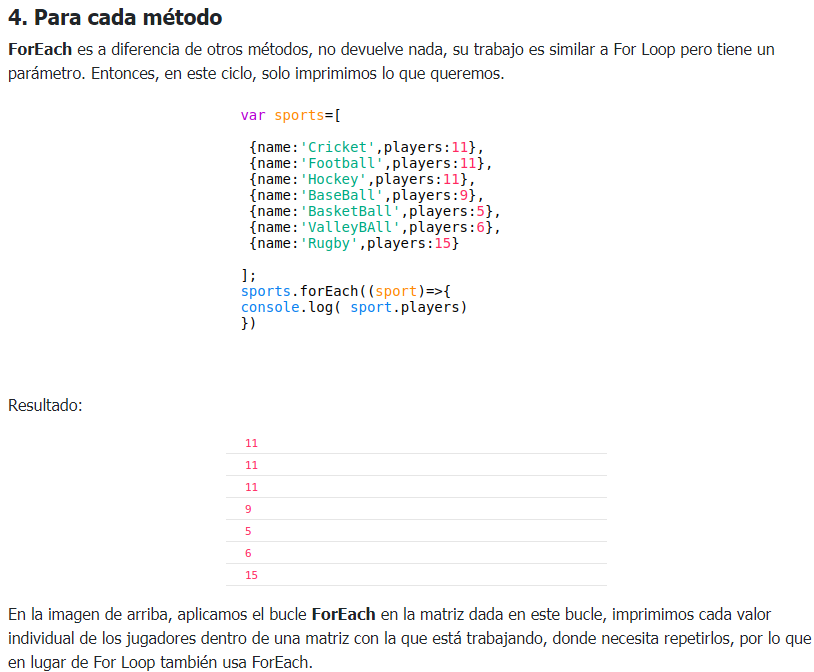 4. Para cada método
ForEach es a diferencia de otros métodos, no devuelve nada, su trabajo es similar a For Loop pero tiene un
parámetro. Entonces, en este ciclo, solo imprimimos lo que queremos.
var sports=[
{name:'Cricket',players:11},
{name:'Football',players:11},
{name:'Hockey',players:11},
{name:'BaseBall',players:9},
{name:'BasketBall',players:5},
{name:'ValleyBAll',players:6},
{name:'Rugby',players:15}
];
sports.forEach((sport)=>{
console.log( sport.players)
})
Resultado:
11
11
11
9
5
6
15
En la imagen de arriba, aplicamos el bucle ForEach en la matriz dada en este bucle, imprimimos cada valor
individual de los jugadores dentro de una matriz con la que está trabajando, donde necesita repetirlos, por lo que
en lugar de For Loop también usa ForEach.